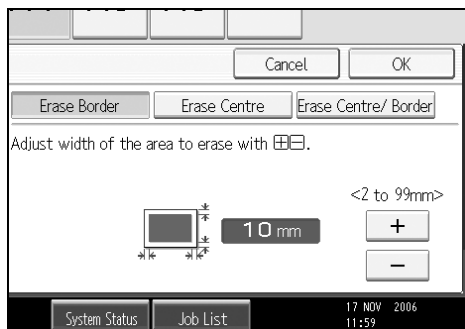 Cancel
OK
Erase Border
Erase Centre
Erase Centre/ Border
Adjust width of the area to erase with ⊞⊟.
<2 to 99mm>
10 mm
+
−
System Status
Job List
17 NOV 2006
11:59